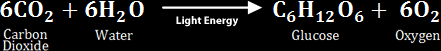 6CO₂ + 6H₂O ⟶ C₆H₁₂O₆ + 6O₂
Light Energy
Carbon Dioxide Water Glucose Oxygen